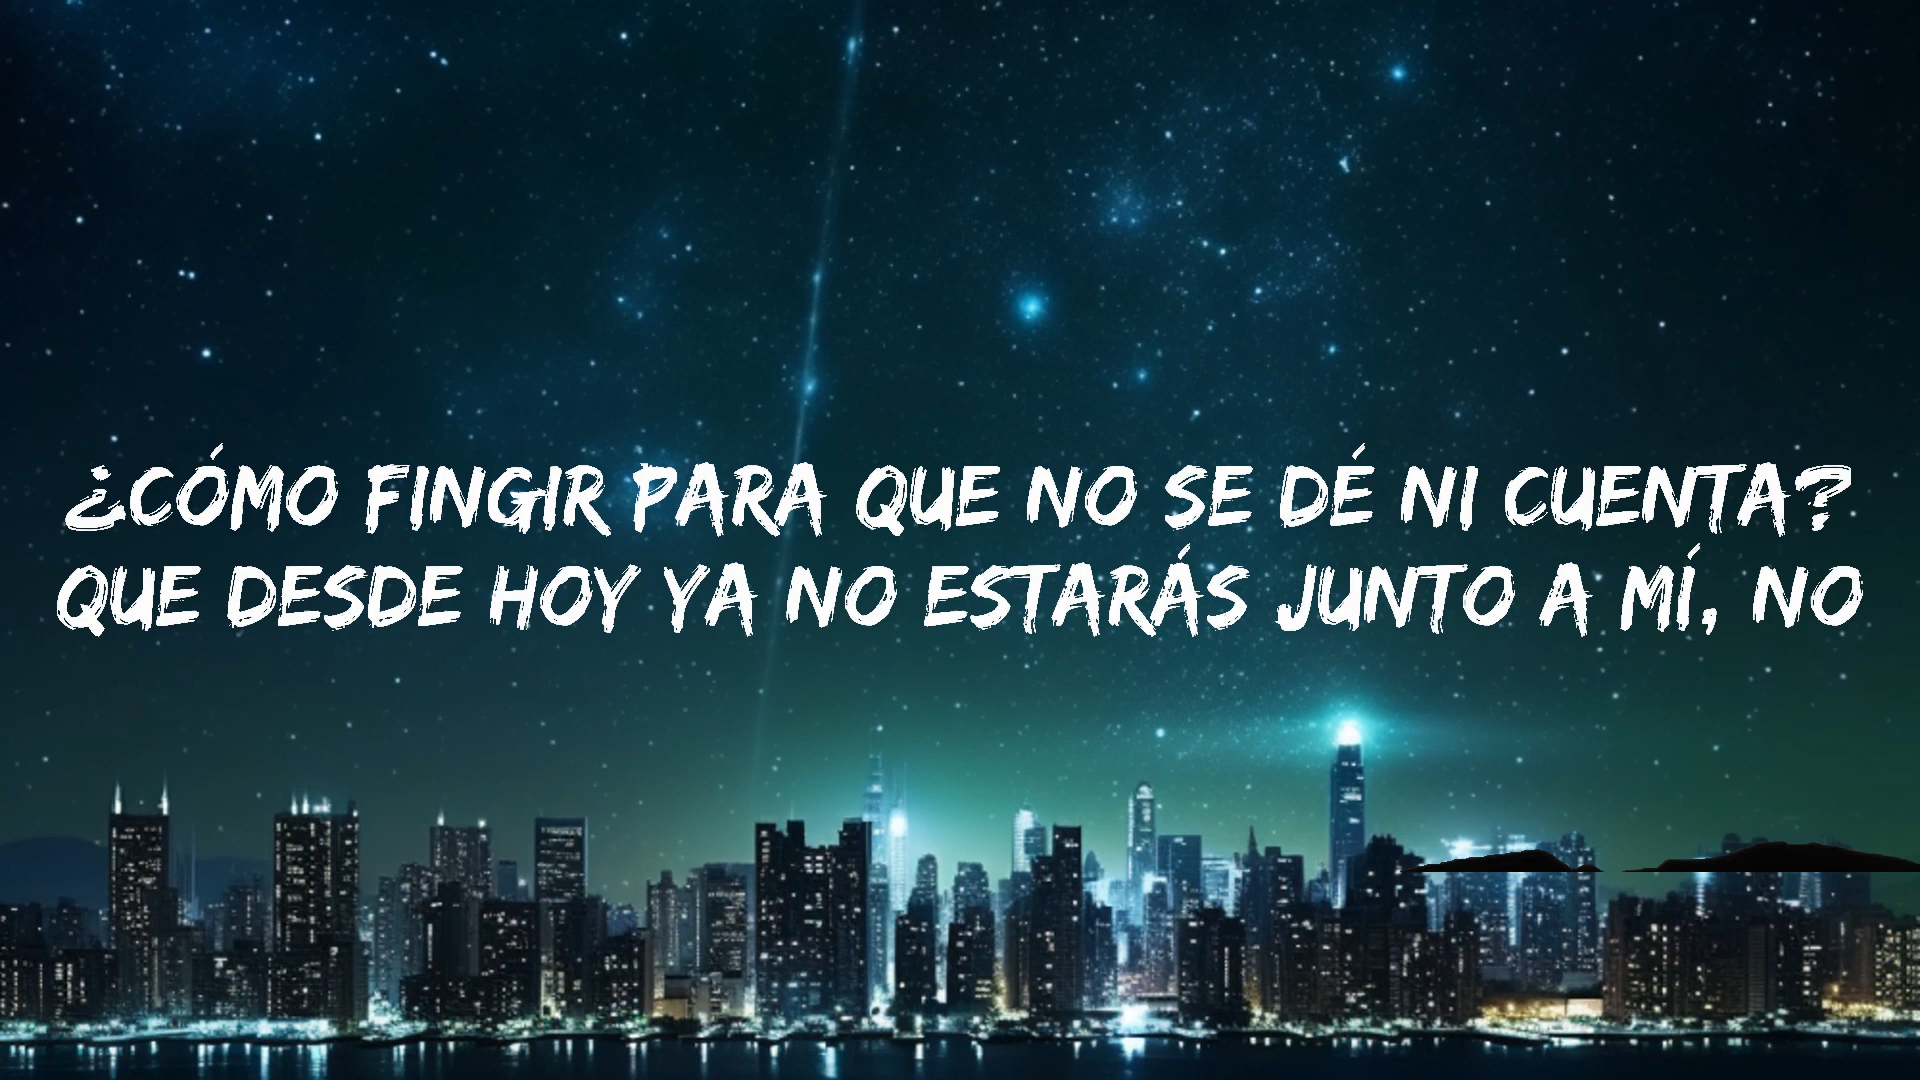 ¿CÓMO FINGIR PARA QUE NO SE DÉ NI CUENTA?
QUE DESDE HOY YA NO ESTARÁS JUNTO A MÍ, NO